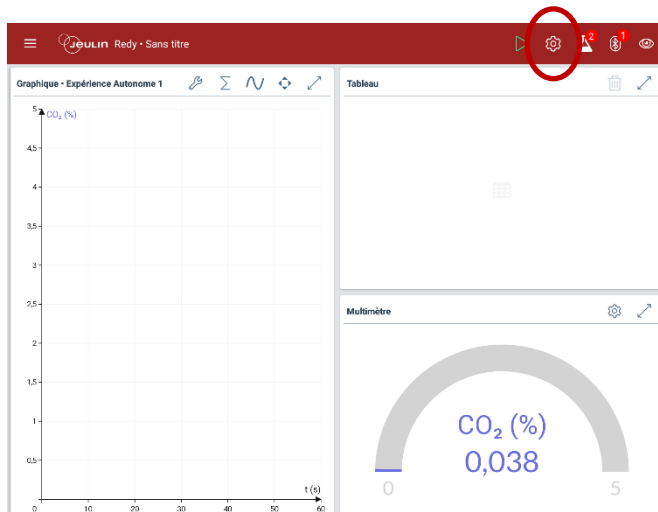 Jeulin Redy • Sans titre
2
1
Graphique • Expérience Autonome 1
CO₂ (%)
5
4,5
4
3,5
3
2,5
2
1,5
1
0,5
t (s)
0 10 20 30 40 50 60
Tableau
Multimètre
CO₂ (%)
0,038
0 5